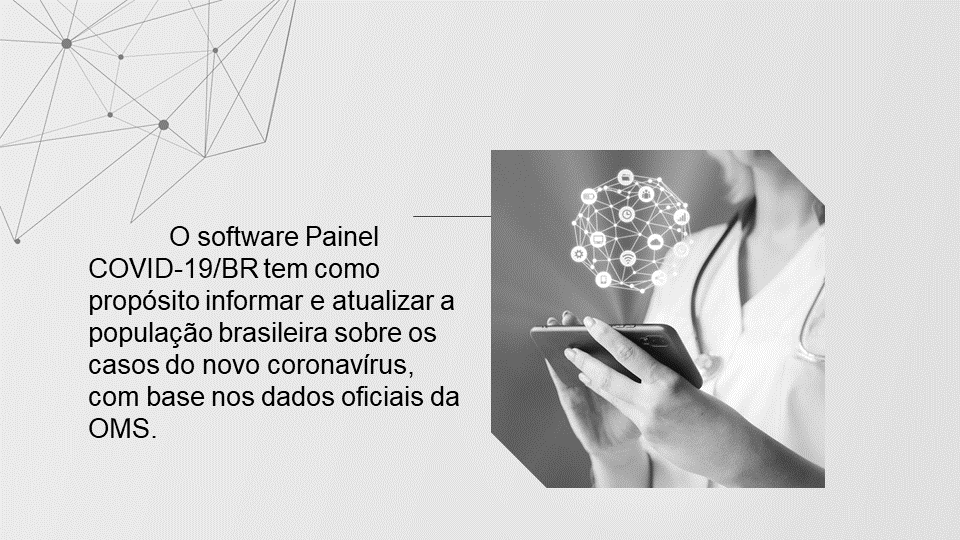 O software Painel
COVID-19/BR tem como
propósito informar e atualizar a
população brasileira sobre os
casos do novo coronavírus,
com base nos dados oficiais da
OMS.